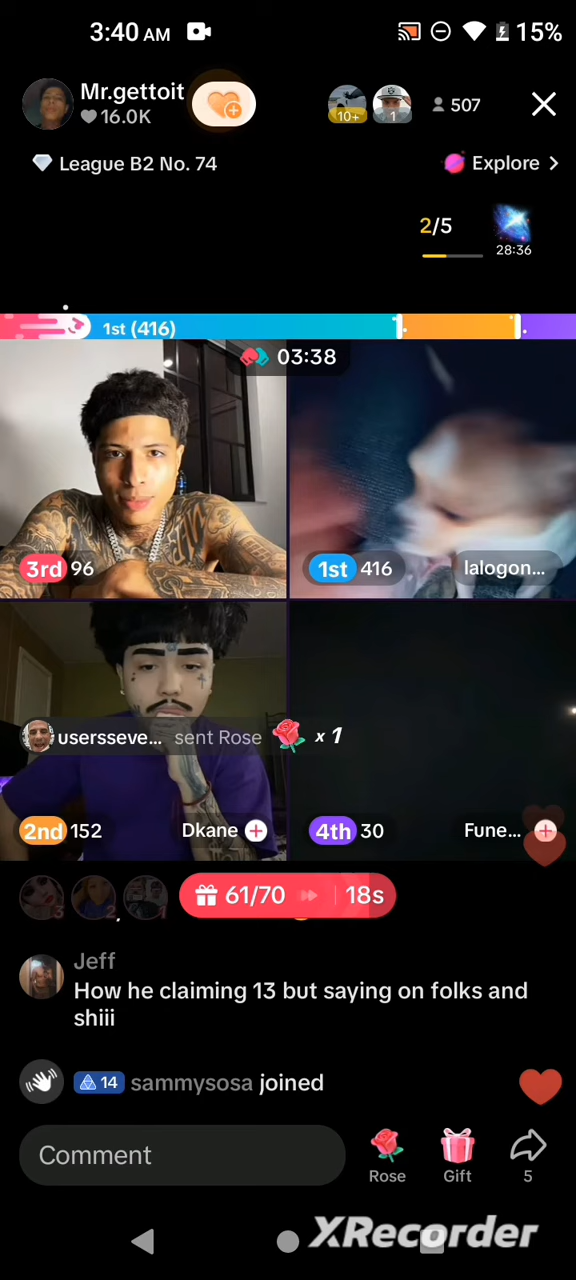 3:40 AM
15%
Mr.gettoit
16.0K
10+
1
507
League B2 No. 74
Explore >
2/5
28:36
1st (416)
03:38
3rd 96
1st 416
lalogon...
usersseve... sent Rose x 1
2nd 152
Dkane +
4th 30
Fune... +
3
2
1
61/70
18s
Jeff
How he claiming 13 but saying on folks and
shiii
14 sammysosa joined
Comment
Rose
Gift
5
XRecorder